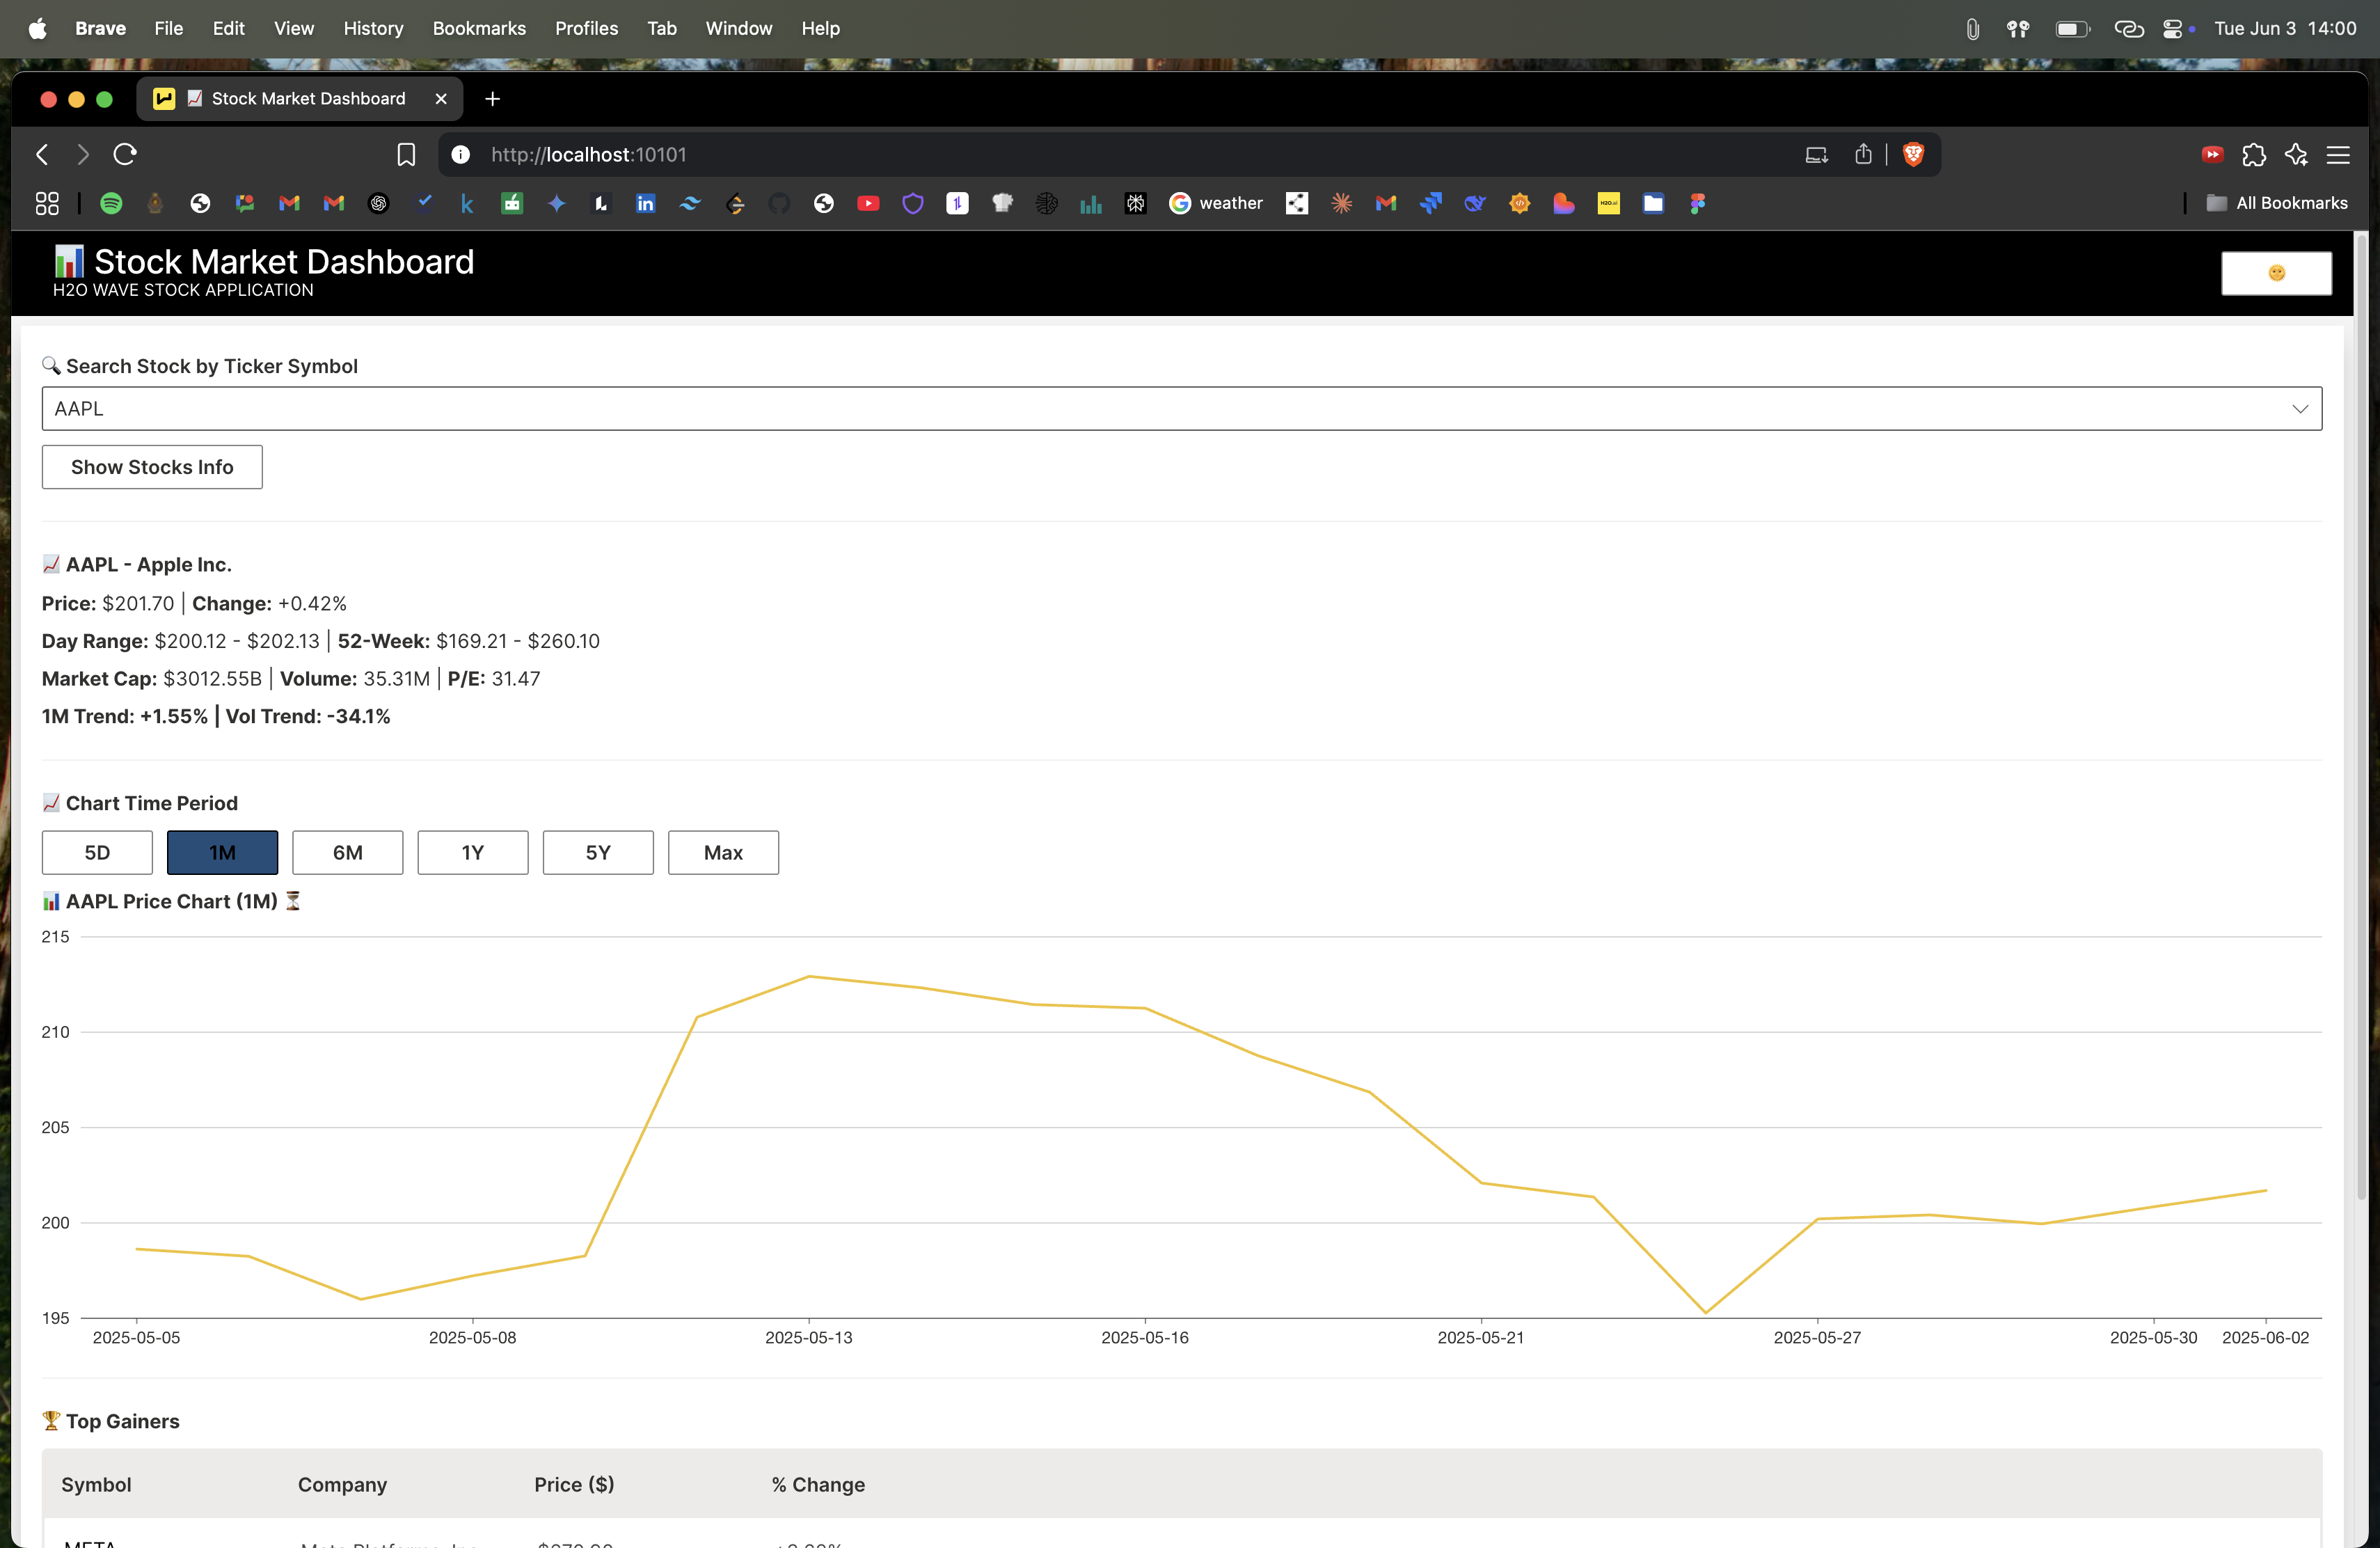 Brave File Edit View History Bookmarks Profiles Tab Window Help Tue Jun 3 14:00
Stock Market Dashboard
http://localhost:10101
weather All Bookmarks
Stock Market Dashboard
H2O WAVE STOCK APPLICATION
Search Stock by Ticker Symbol
AAPL
Show Stocks Info
AAPL - Apple Inc.
Price: $201.70 | Change: +0.42%
Day Range: $200.12 - $202.13 | 52-Week: $169.21 - $260.10
Market Cap: $3012.55B | Volume: 35.31M | P/E: 31.47
1M Trend: +1.55% | Vol Trend: -34.1%
Chart Time Period
5D 1M 6M 1Y 5Y Max
AAPL Price Chart (1M)
215
210
205
200
195
2025-05-05 2025-05-08 2025-05-13 2025-05-16 2025-05-21 2025-05-27 2025-05-30 2025-06-02
Top Gainers
Symbol Company Price ($) % Change
META